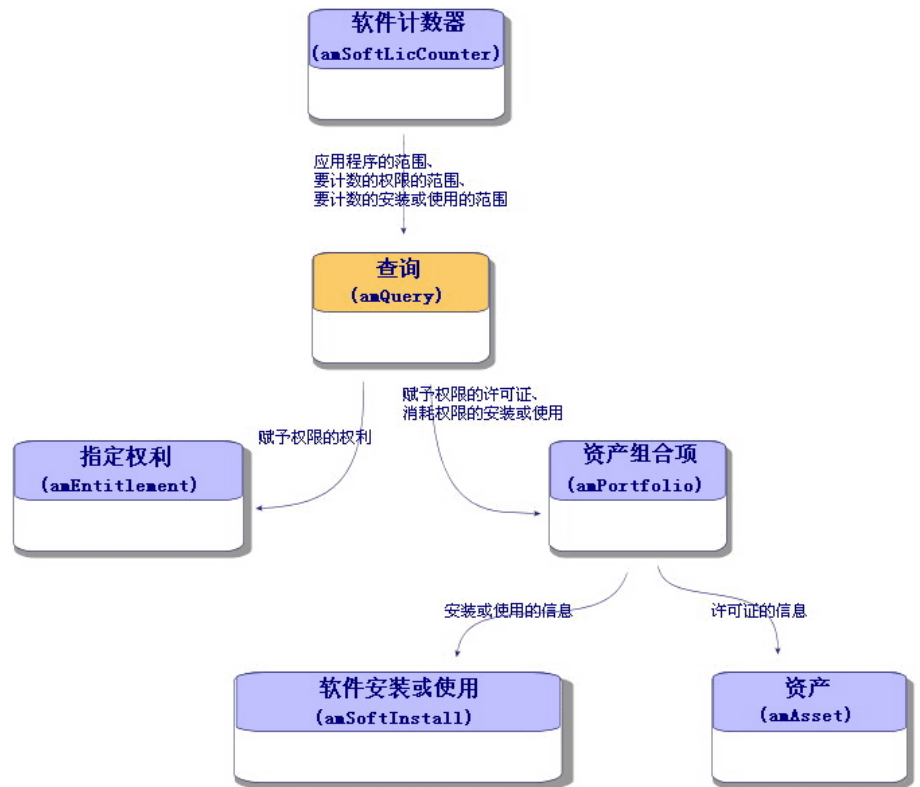 软件计数器
(amSoftLicCounter)
应用程序的范围、
要计数的权限的范围、
要计数的安装或使用的范围
查询
(amQuery)
赋予权限的许可证、
消耗权限的安装或使用
赋予权限的权利
指定权利
(amEntitlement)
资产组合项
(amPortfolio)
安装或使用的信息
许可证的信息
软件安装或使用
(amSoftInstall)
资产
(amAsset)